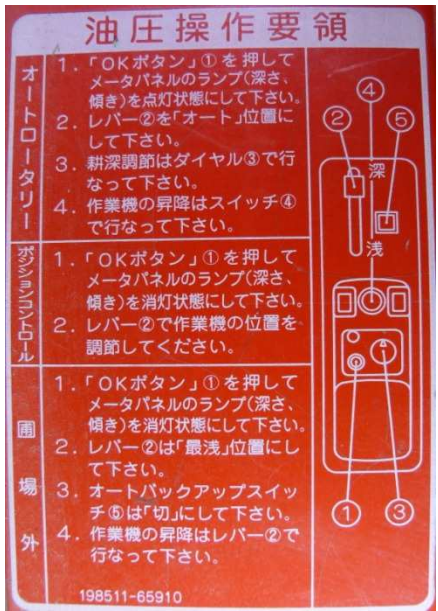 油圧操作要領
オートロータリー
1．「OKボタン」①を押して
メータパネルのランプ(深さ、
傾き)を点灯状態にして下さい。
2．レバー②を「オート」位置に
して下さい。
3．耕深調節はダイヤル③で行
なって下さい。
4．作業機の昇降はスイッチ④
で行なって下さい。
ポジションコントロール
1．「OKボタン」①を押して
メータパネルのランプ(深さ、
傾き)を消灯状態にして下さい。
2．レバー②で作業機の位置を
調節してください。
圃場外
1．「OKボタン」①を押して
メータパネルのランプ(深さ、
傾き)を消灯状態にして下さい。
2．レバー②は「最浅」位置にし
て下さい。
3．オートバックアップスイッ
チ⑤は「切」にして下さい。
4．作業機の昇降はレバー②で
行なって下さい。
198511-65910
④
② ⑤
深
浅
① ③